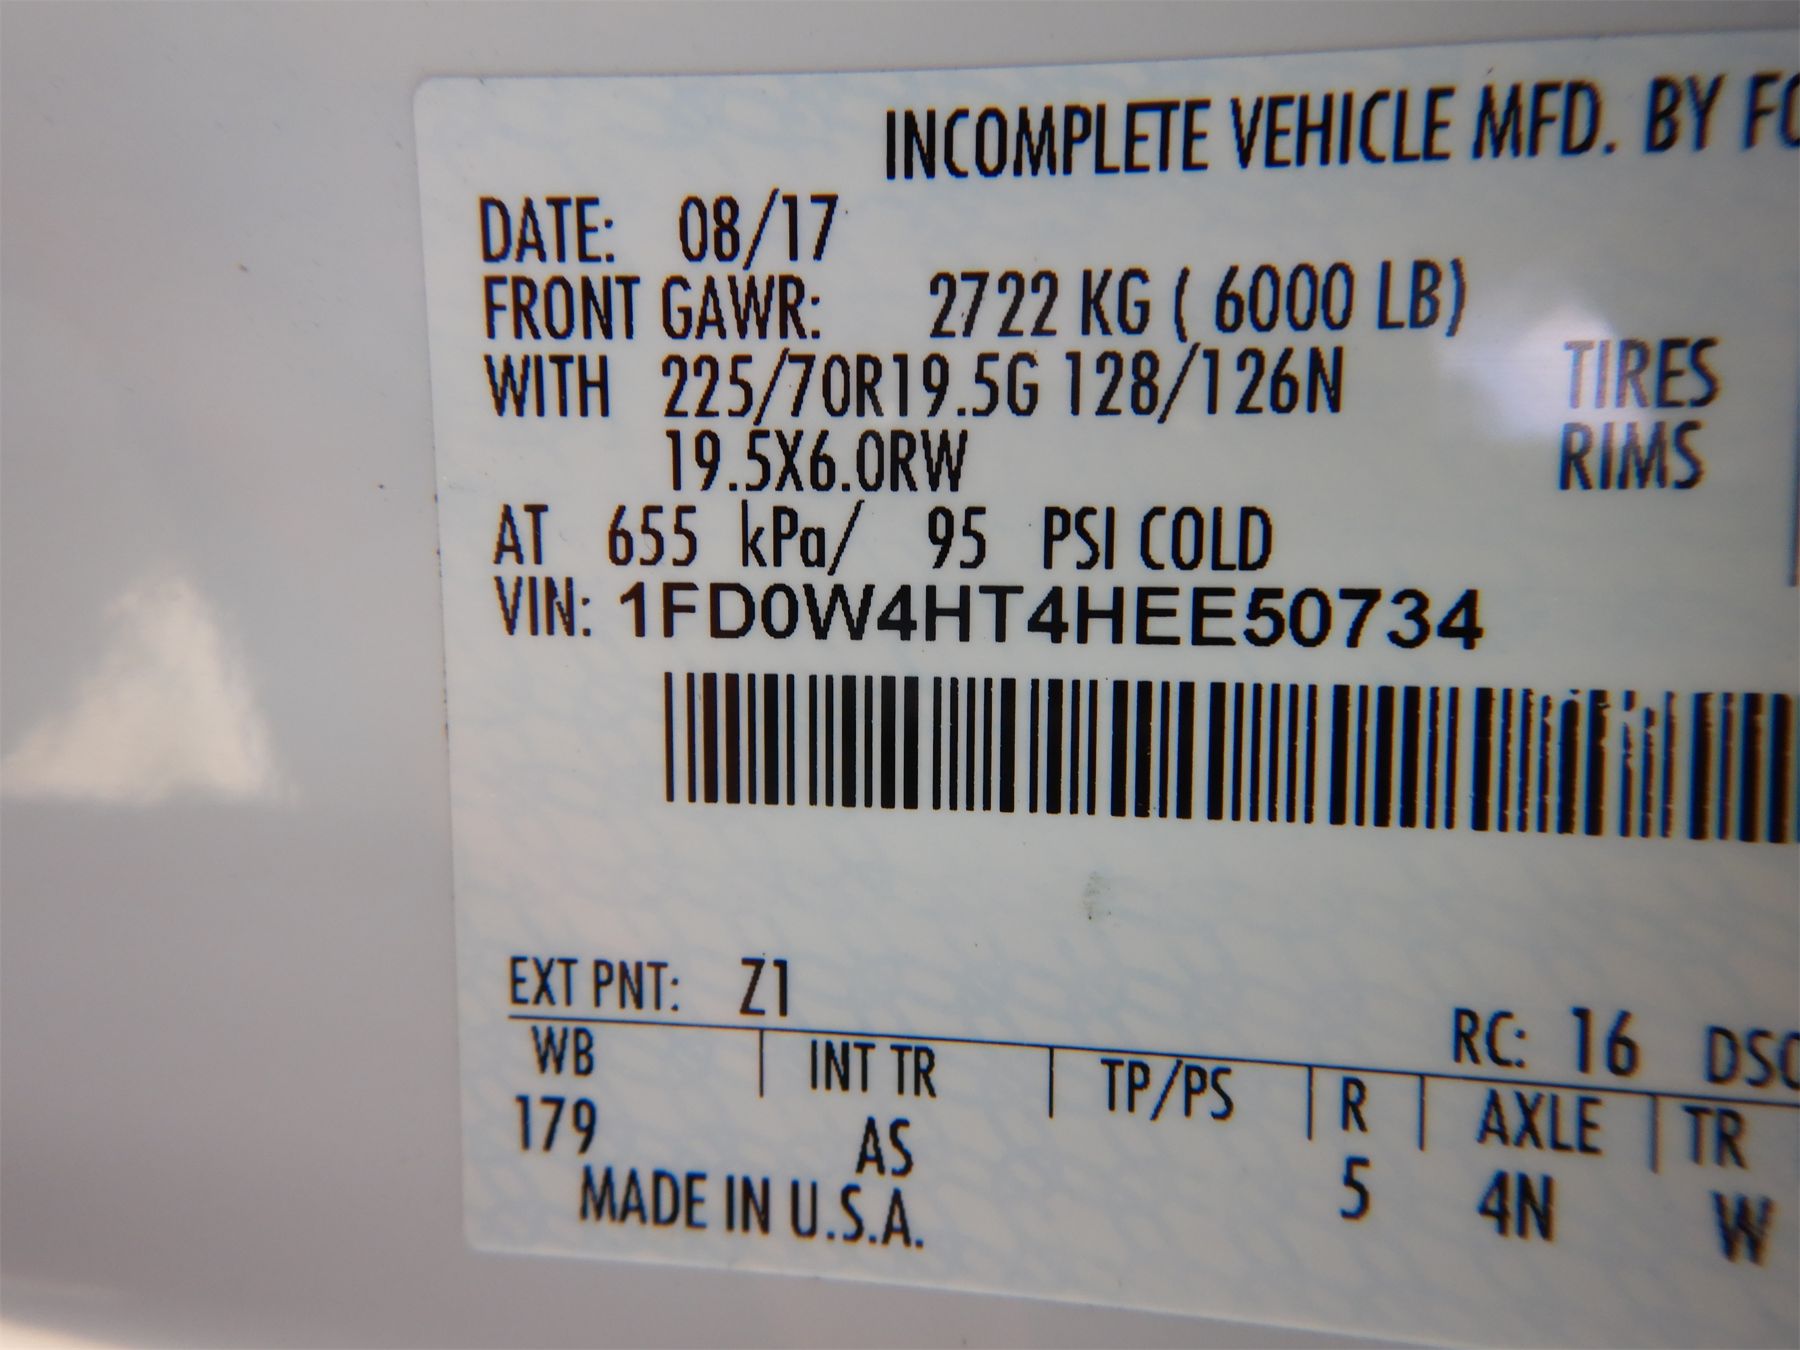 INCOMPLETE VEHICLE MFD. BY FO
DATE: 08/17
FRONT GAWR: 2722 KG ( 6000 LB)
WITH 225/70R19.5G 128/126N TIRES
19.5X6.0RW RIMS
AT 655 kPa/ 95 PSI COLD
VIN: 1FD0W4HT4HEE50734
EXT PNT: Z1
RC: 16 DSO
WB INT TR TP/PS R AXLE TR
179 AS 5 4N W
MADE IN U.S.A.